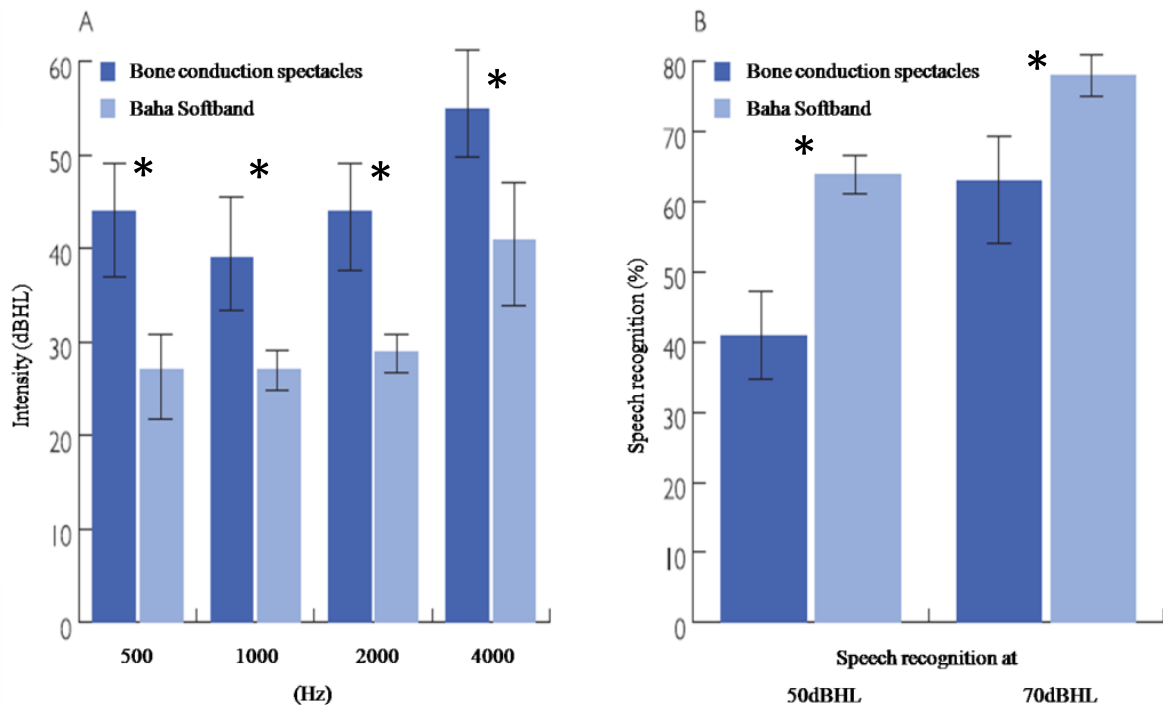 A
60
50
40
30
20
10
0
Intensity (dBHL)
Bone conduction spectacles
Baha Softband
*
*
*
*
500
1000
2000
4000
(Hz)
B
80
70
60
50
40
30
20
10
0
Speech recognition (%)
Bone conduction spectacles
Baha Softband
*
*
Speech recognition at
50dBHL
70dBHL